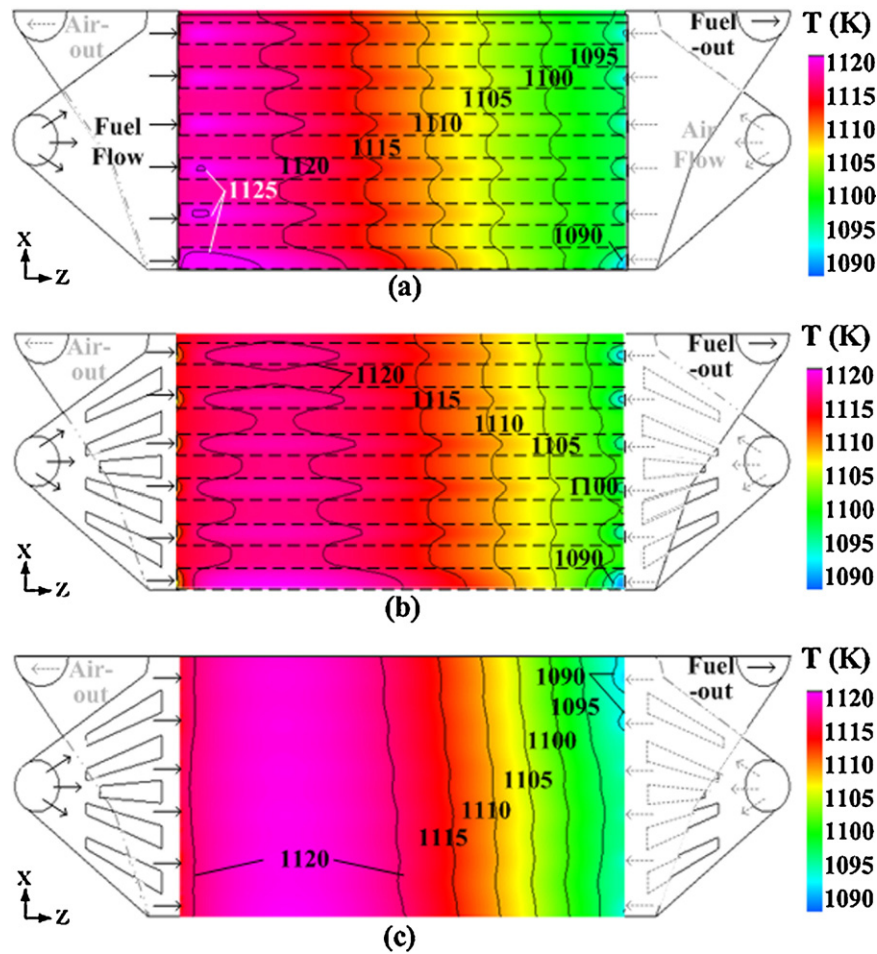 Air-
out
Fuel
-out
T (K)
Fuel
Flow
Air
Flow
1095
1100
1105
1110
1115
1120
1125
1090
X
Z
1120
1115
1110
1105
1100
1095
1090
(a)
Air-
out
Fuel
-out
T (K)
1120
1115
1110
1105
1100
1090
X
Z
1120
1115
1110
1105
1100
1095
1090
(b)
Air-
out
Fuel
-out
T (K)
1090
1095
1100
1105
1110
1115
1120
X
Z
1120
1115
1110
1105
1100
1095
1090
(c)